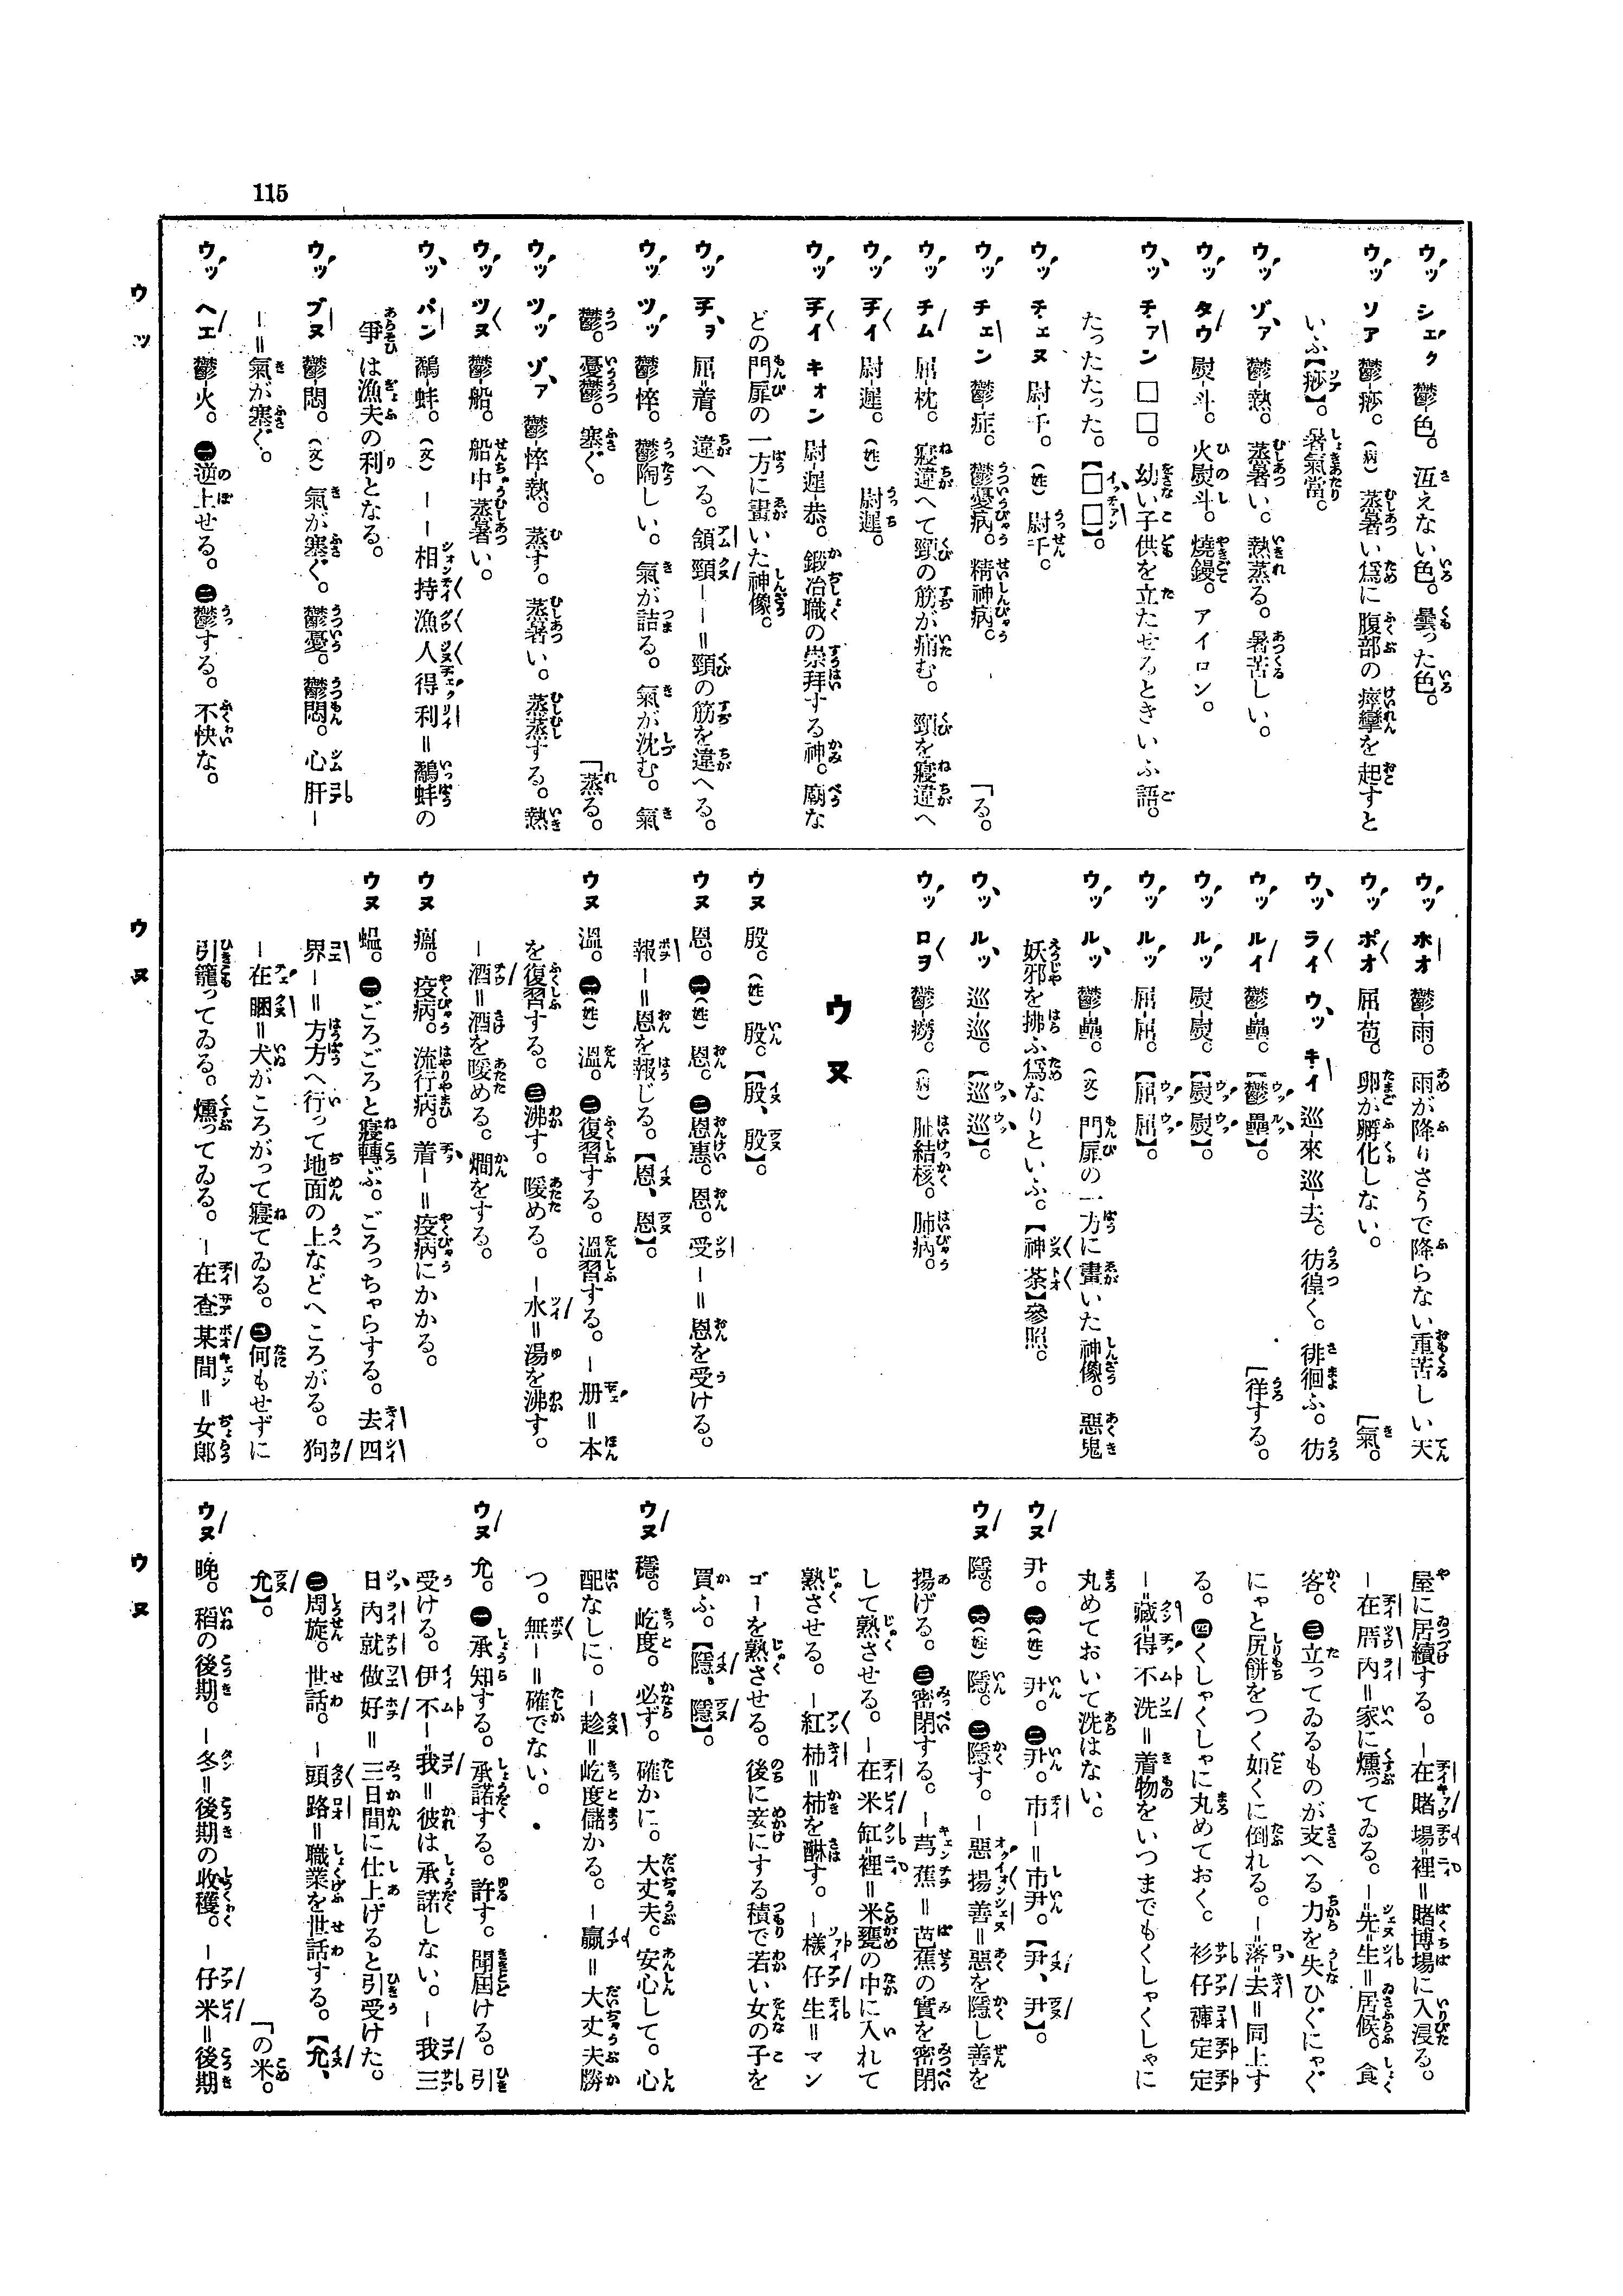 115
ウッ シェク 鬱-色。冱えない色。曇った色。
ウッ ソア 鬱-痧。(病) 蒸暑い爲に腹部の痙攣を起すと
いふ【痧】。暑氣當。
ウッ ゾァ 鬱-熱。蒸暑い。熱蒸る。暑苦しい。
ウッ タウ 熨-斗。火熨斗。燒鏝。アイロン。
ウッ チァン □□。幼い子供を立たせるときいふ語。
たったたった。【□□】。
ウッ チェヌ 尉-千。(姓) 尉千。
ウッ チェン 鬱-症。鬱憂病。精神病。 「る。
ウッ チム 屈-枕。寢違へて頸の筋が痛む。頸を寢違へ
ウッ チイ 尉-遲。(姓) 尉遲。
ウッ チイ キォン 尉-遲-恭。鍛冶職の崇拜する神。廟な
どの門扉の一方に畫いた神像。
ウッ チヲ 屈=着。違へる。頷頸――=頸の筋を違へる。
ウッ ツッ 鬱-悴。鬱陶しい。氣が詰る。氣が沈む。氣
鬱。憂鬱。塞ぐ。 「蒸る。
ウッ ツッ ゾァ 鬱-悴-熱。蒸す。蒸暑い。蒸蒸する。熱
ウッ ツヌ 鬱-船。船中蒸暑い。
ウッ パン 鷸-蚌。(文) ――相持漁人得利=鷸蚌の
爭は漁夫の利となる。
ウッ ブヌ 鬱-悶。(文) 氣が塞ぐ。鬱憂。鬱悶。心肝―
―=氣が塞ぐ。
ウッ ヘエ 鬱-火。㊀逆上せる。㊁鬱する。不快な。
ウッ
ウッ ホオ 鬱-雨。雨が降りさうで降らない重苦しい天
ウッ ポオ 屈-苞。卵が孵化しない。 「氣。
ウッ ライ ウッ キイ 巡來巡-去。彷徨く。徘徊ふ。彷
ウッ ルイ 鬱-壘。【鬱壘】。 「徉する。
ウッ ルッ 熨-熨。【熨熨】。
ウッ ルッ 屈-屈。【屈屈】。
ウッ ルッ 鬱-壘。(文) 門扉の一方に畫いた神像。惡鬼
妖邪を拂ふ爲なりといふ。【神荼】參照。
ウッ ルッ 巡-巡。【巡巡】。
ウッ ロヲ 鬱-癆。(病) 肺結核。肺病。
ウヌ
ウヌ 殷。(姓) 殷。【殷、殷】。
ウヌ 恩。㊀(姓) 恩。㊁恩惠。恩。受―=恩を受ける。
報―=恩を報じる。【恩、恩】。
ウヌ 溫。㊀(姓) 溫。㊁復習する。溫習する。―册=本
を復習する。㊂沸す。暖める。―水=湯を沸す。
―酒=酒を暖める。燗をする。
ウヌ 瘟。疫病。流行病。着―=疫病にかかる。
ウヌ 蝹。㊀ごろごろと寢轉ぶ。ごろっちゃらする。去四
界―=方方へ行って地面の上などへころがる。狗
―在睏=犬がころがって寢てゐる。㊁何もせずに
引籠ってゐる。燻ってゐる。―在査某間=女郎
ウヌ
屋に居續する。―在賭場=裡=賭博場に入浸る。
―在厝內=家に燻ってゐる。―先=生=居候。食
客。㊂立ってゐるものが支へる力を失ひぐにゃぐ
にゃと尻餅をつく如くに倒れる。―落=去=同上す
る。㊃くしゃくしゃに丸めておく。衫仔褲定定
―=藏=得不洗=着物をいつまでもくしゃくしゃに
丸めておいて洗はない。
ウヌ 尹。㊀(姓) 尹。㊁尹。市―=市尹。【尹、尹】。
ウヌ 隱。㊀(姓) 隱。㊁隱す。―惡揚善=惡を隱し善を
揚げる。㊂密閉する。―芎蕉=芭蕉の實を密閉
して熟させる。―在米缸=裡=米甕の中に入れて
熟させる。―紅柿=柿を醂す。―檨仔生=マン
ゴーを熟させる。後に妾にする積で若い女の子を
買ふ。【隱、隱】。
ウヌ 穩。屹度。必ず。確かに。大丈夫。安心して。心
配なしに。―趁=屹度儲かる。―贏=大丈夫勝
つ。無―=確でない。
ウヌ 允。㊀承知する。承諾する。許す。聞屆ける。引
受ける。伊不―我=彼は承諾しない。―我三
日內就做好=三日間に仕上げると引受けた。
㊁周旋。世話。―頭路=職業を世話する。【允、
允】。 「の米。
ウヌ 晚。稻の後期。―冬=後期の收穫。―仔米=後期
ウヌ